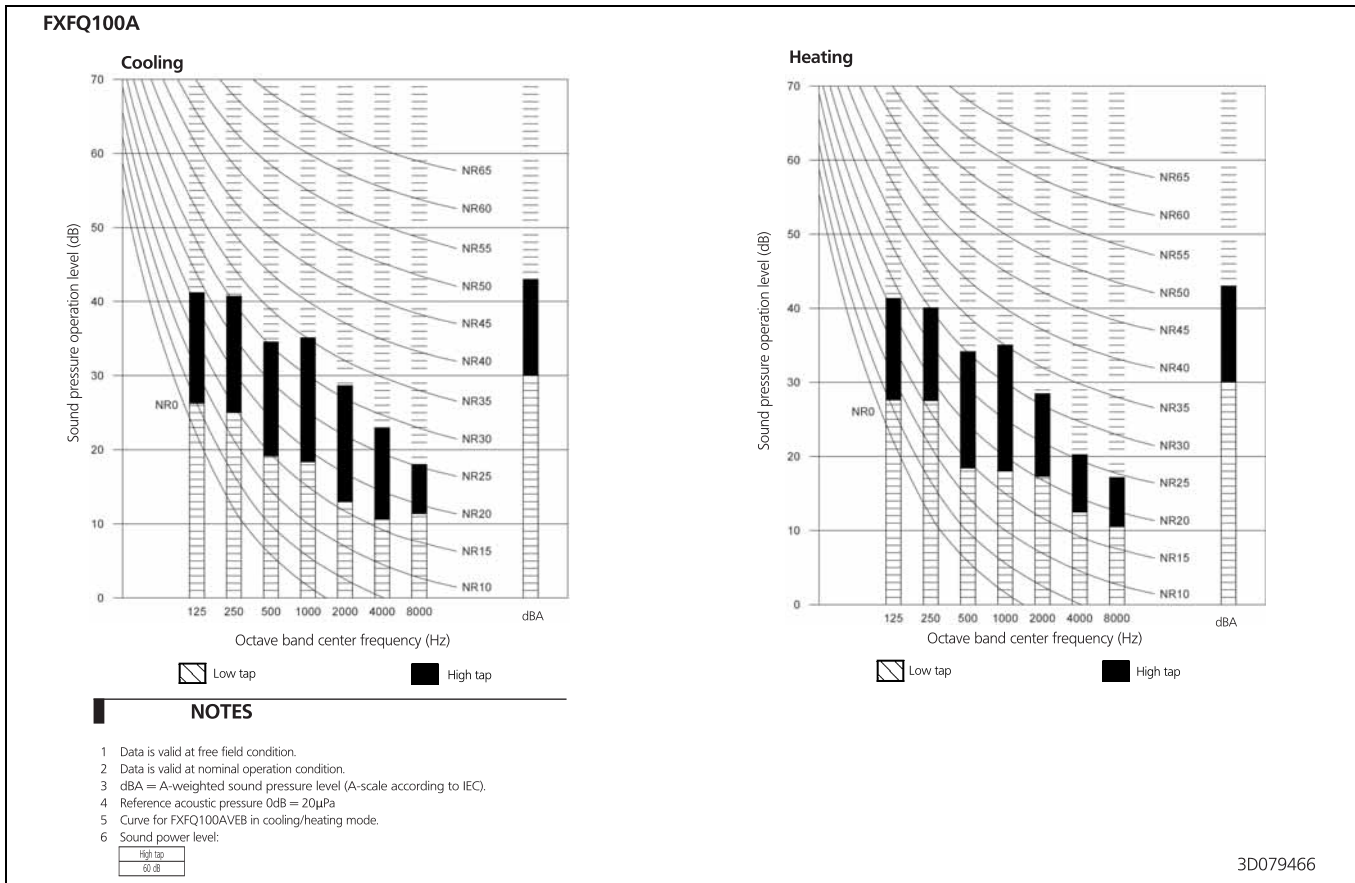 FXFQ100A
Cooling
70
60
50
40
30
20
10
0
Sound pressure operation level (dB)
NR65
NR60
NR55
NR50
NR45
NR40
NR35
NR30
NR25
NR20
NR15
NR10
NR0
125 250 500 1000 2000 4000 8000 dBA
Octave band center frequency (Hz)
Low tap High tap
Heating
70
60
50
40
30
20
10
0
Sound pressure operation level (dB)
NR65
NR60
NR55
NR50
NR45
NR40
NR35
NR30
NR25
NR20
NR15
NR10
NR0
125 250 500 1000 2000 4000 8000 dBA
Octave band center frequency (Hz)
Low tap High tap
NOTES
1 Data is valid at free field condition.
2 Data is valid at nominal operation condition.
3 dBA = A-weighted sound pressure level (A-scale according to IEC).
4 Reference acoustic pressure 0dB = 20µPa
5 Curve for FXFQ100AVEB in cooling/heating mode.
6 Sound power level:
High tap
60 dB
3D079466